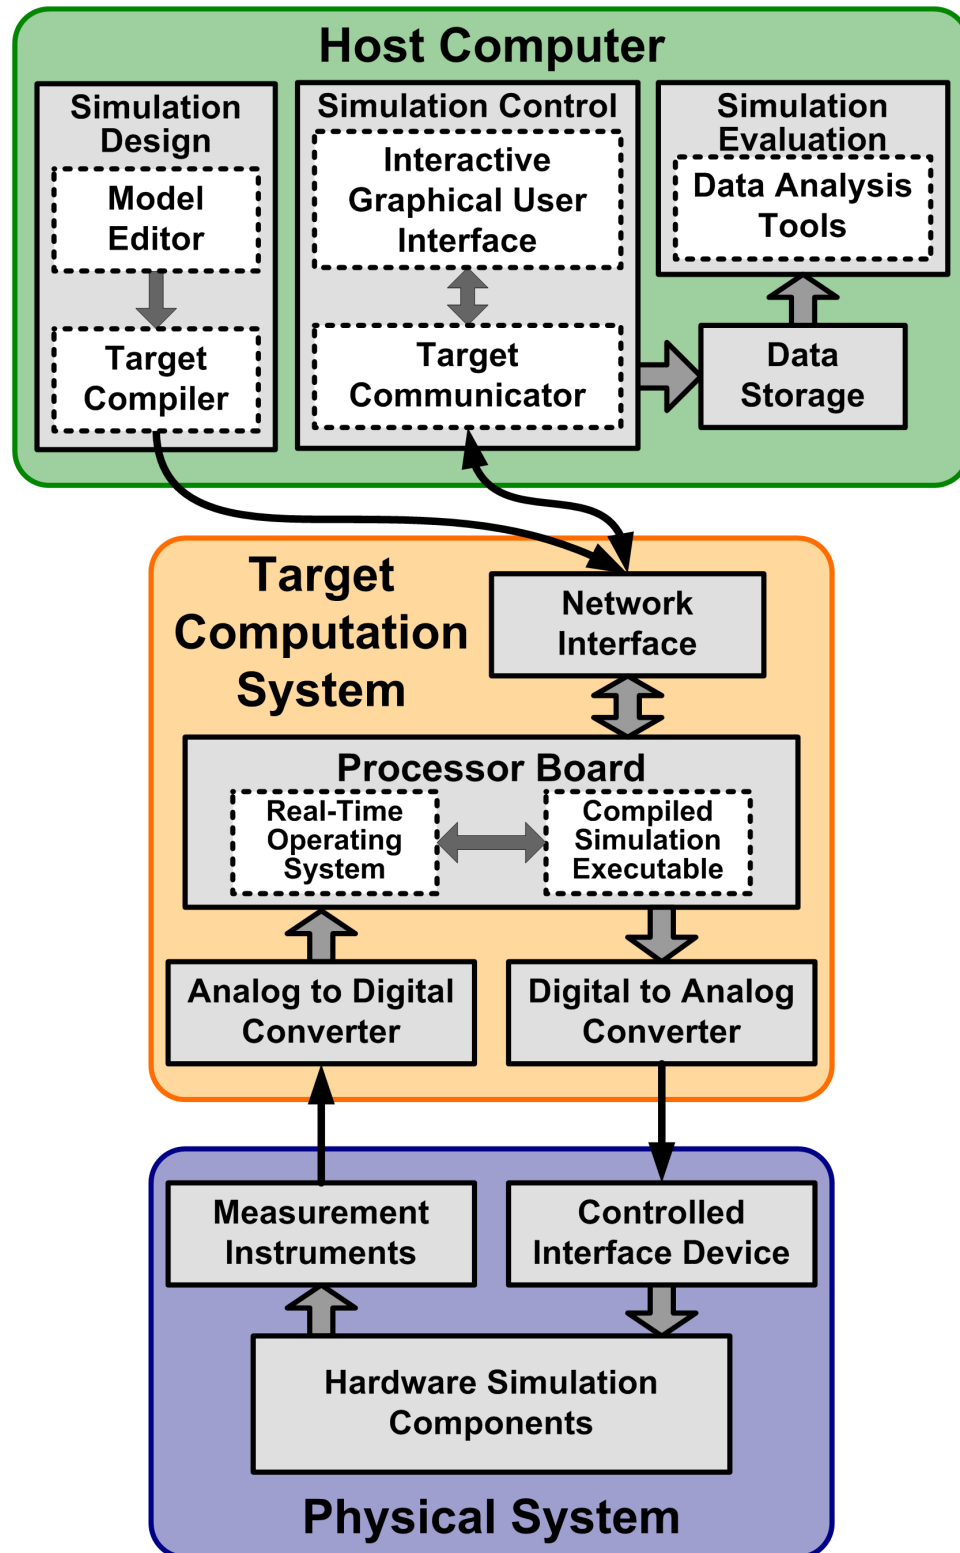 Host Computer
Simulation
Design
Model
Editor
Target
Compiler
Simulation Control
Interactive
Graphical User
Interface
Target
Communicator
Simulation
Evaluation
Data Analysis
Tools
Data
Storage
Target
Computation
System
Network
Interface
Processor Board
Real-Time
Operating
System
Compiled
Simulation
Executable
Analog to Digital
Converter
Digital to Analog
Converter
Measurement
Instruments
Controlled
Interface Device
Hardware Simulation
Components
Physical System